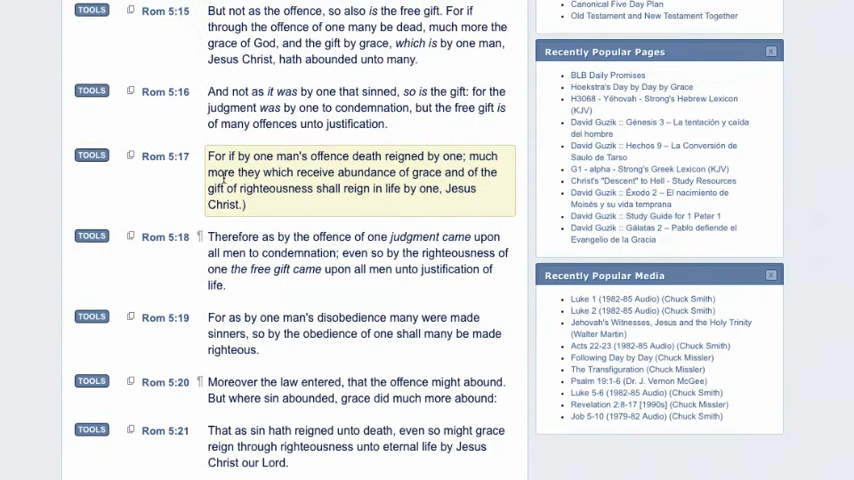 TOOLS Rom 5:15 But not as the offence, so also is the free gift. For if
through the offence of one many be dead, much more the
grace of God, and the gift by grace, which is by one man,
Jesus Christ, hath abounded unto many.
TOOLS Rom 5:16 And not as it was by one that sinned, so is the gift: for the
judgment was by one to condemnation, but the free gift is
of many offences unto justification.
TOOLS Rom 5:17 For if by one man's offence death reigned by one; much
more they which receive abundance of grace and of the
gift of righteousness shall reign in life by one, Jesus
Christ.)
TOOLS Rom 5:18 ¶ Therefore as by the offence of one judgment came upon
all men to condemnation; even so by the righteousness of
one the free gift came upon all men unto justification of
life.
TOOLS Rom 5:19 For as by one man's disobedience many were made
sinners, so by the obedience of one shall many be made
righteous.
TOOLS Rom 5:20 ¶ Moreover the law entered, that the offence might abound.
But where sin abounded, grace did much more abound:
TOOLS Rom 5:21 That as sin hath reigned unto death, even so might grace
reign through righteousness unto eternal life by Jesus
Christ our Lord.
Canonical Five Day Plan
Old Testament and New Testament Together
Recently Popular Pages x
BLB Daily Promises
Hoekstra's Day by Day by Grace
H3068 - Yĕhovah - Strong's Hebrew Lexicon
(KJV)
David Guzik :: Génesis 3 – La tentación y caída
del hombre
David Guzik :: Hechos 9 – La Conversión de
Saulo de Tarso
G1 - alpha - Strong's Greek Lexicon (KJV)
Christ's "Descent" to Hell - Study Resources
David Guzik :: Éxodo 2 – El nacimiento de
Moisés y su vida temprana
David Guzik :: Study Guide for 1 Peter 1
David Guzik :: Gálatas 2 – Pablo defiende el
Evangelio de la Gracia
Recently Popular Media x
Luke 1 (1982-85 Audio) (Chuck Smith)
Luke 2 (1982-85 Audio) (Chuck Smith)
Jehovah's Witnesses, Jesus and the Holy Trinity
(Walter Martin)
Acts 22-23 (1982-85 Audio) (Chuck Smith)
Following Day by Day (Chuck Missler)
The Transfiguration (Chuck Missler)
Psalm 19:1-6 (Dr. J. Vernon McGee)
Luke 5-6 (1982-85 Audio) (Chuck Smith)
Revelation 2:8-17 [1990s] (Chuck Missler)
Job 5-10 (1979-82 Audio) (Chuck Smith)